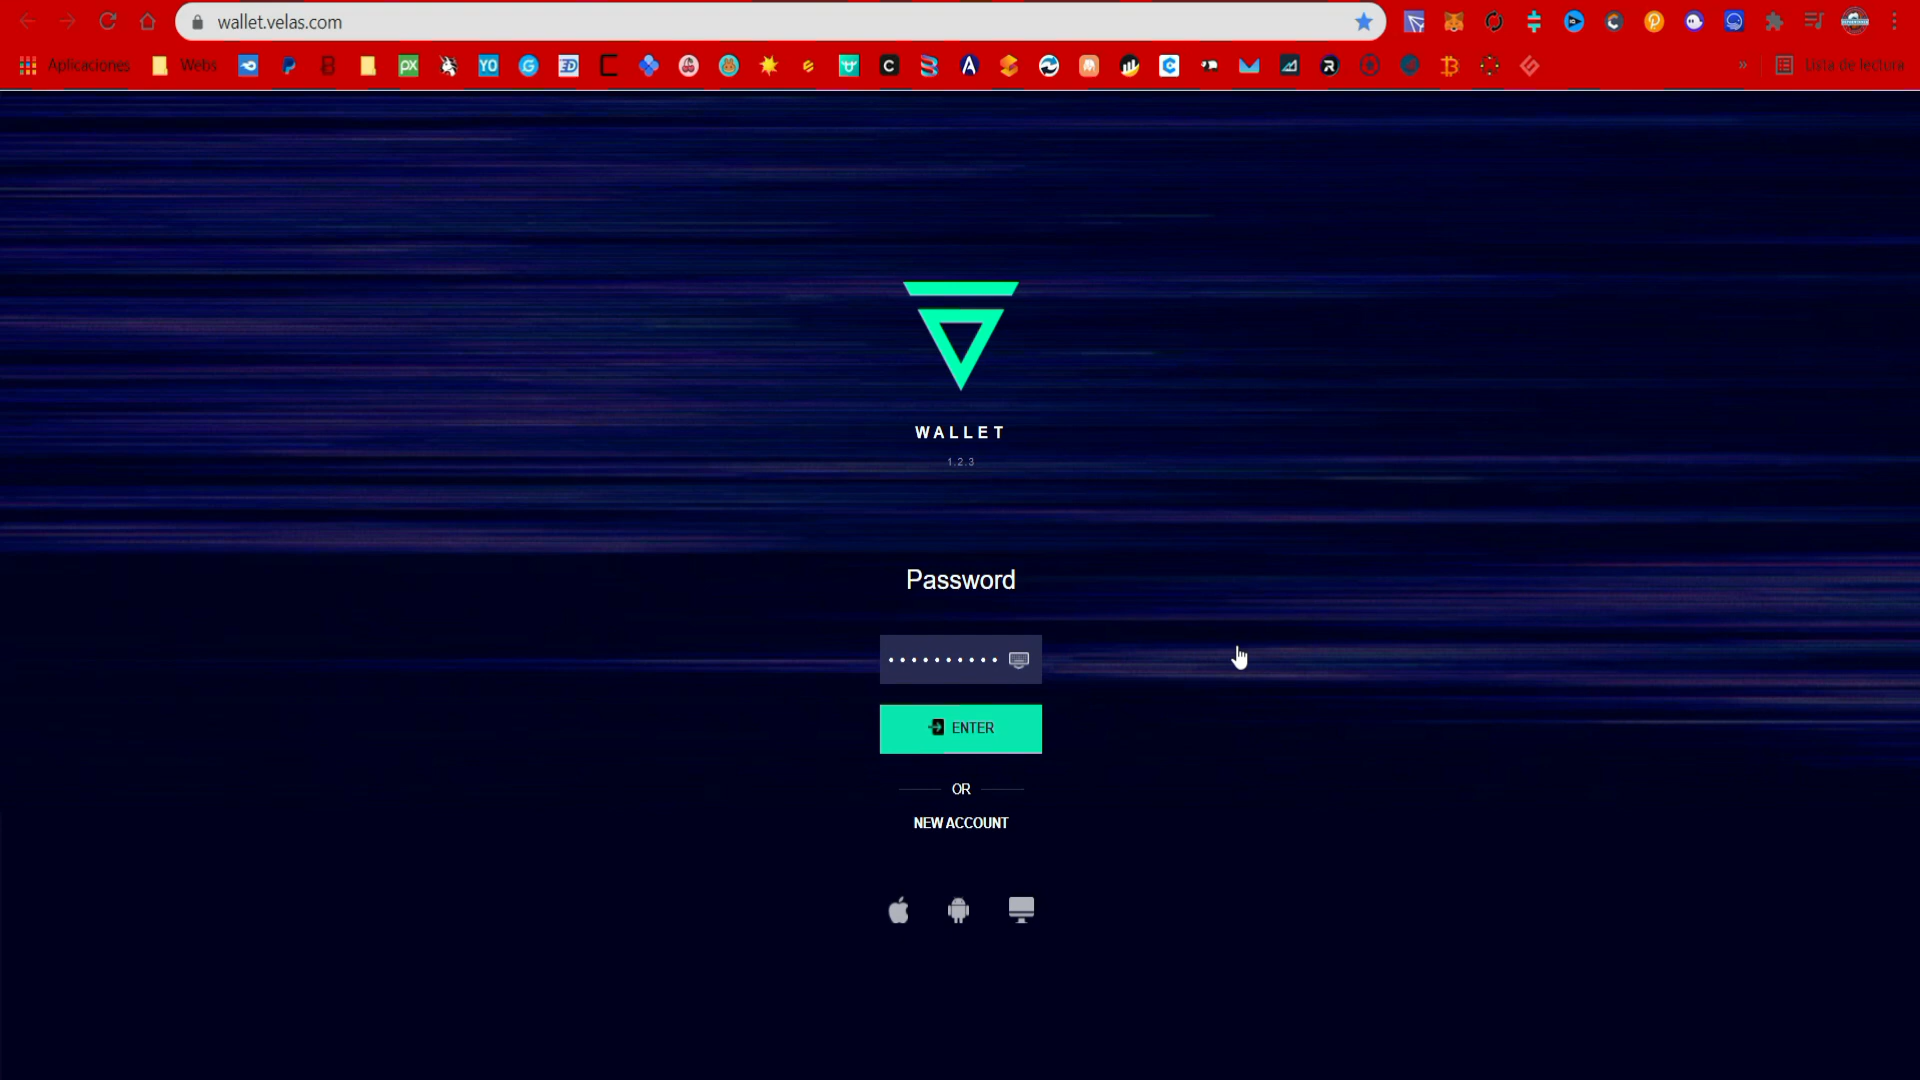 wallet.velas.com
Aplicaciones Webs Lista de lectura
WALLET
1.2.3
Password
ENTER
OR
NEW ACCOUNT